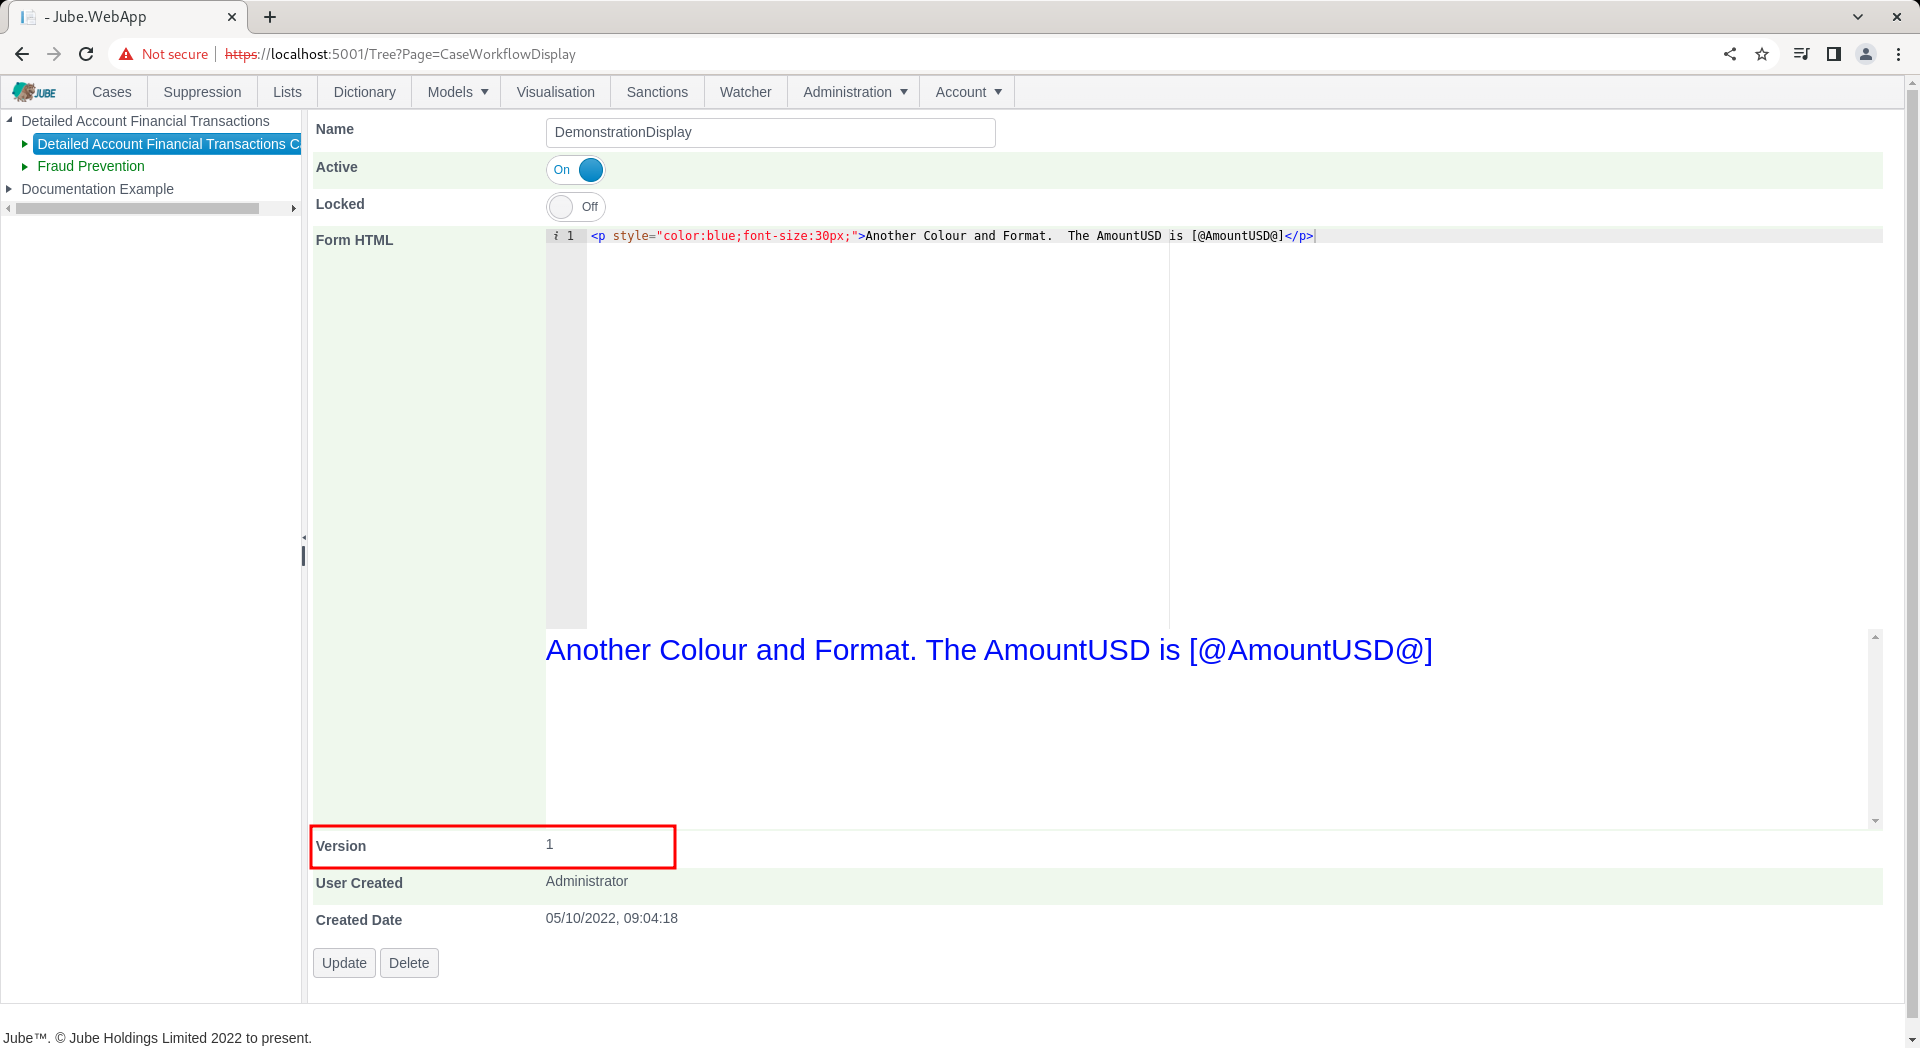 - Jube.WebApp
Not secure https://localhost:5001/Tree?Page=CaseWorkflowDisplay
JUBE Cases Suppression Lists Dictionary Models Visualisation Sanctions Watcher Administration Account
Detailed Account Financial Transactions
Detailed Account Financial Transactions C
Fraud Prevention
Documentation Example
Name DemonstrationDisplay
Active On
Locked Off
Form HTML i 1 <p style="color:blue;font-size:30px;">Another Colour and Format.  The AmountUSD is [@AmountUSD@]</p>
Another Colour and Format. The AmountUSD is [@AmountUSD@]
Version 1
User Created Administrator
Created Date 05/10/2022, 09:04:18
Update Delete
Jube™. © Jube Holdings Limited 2022 to present.